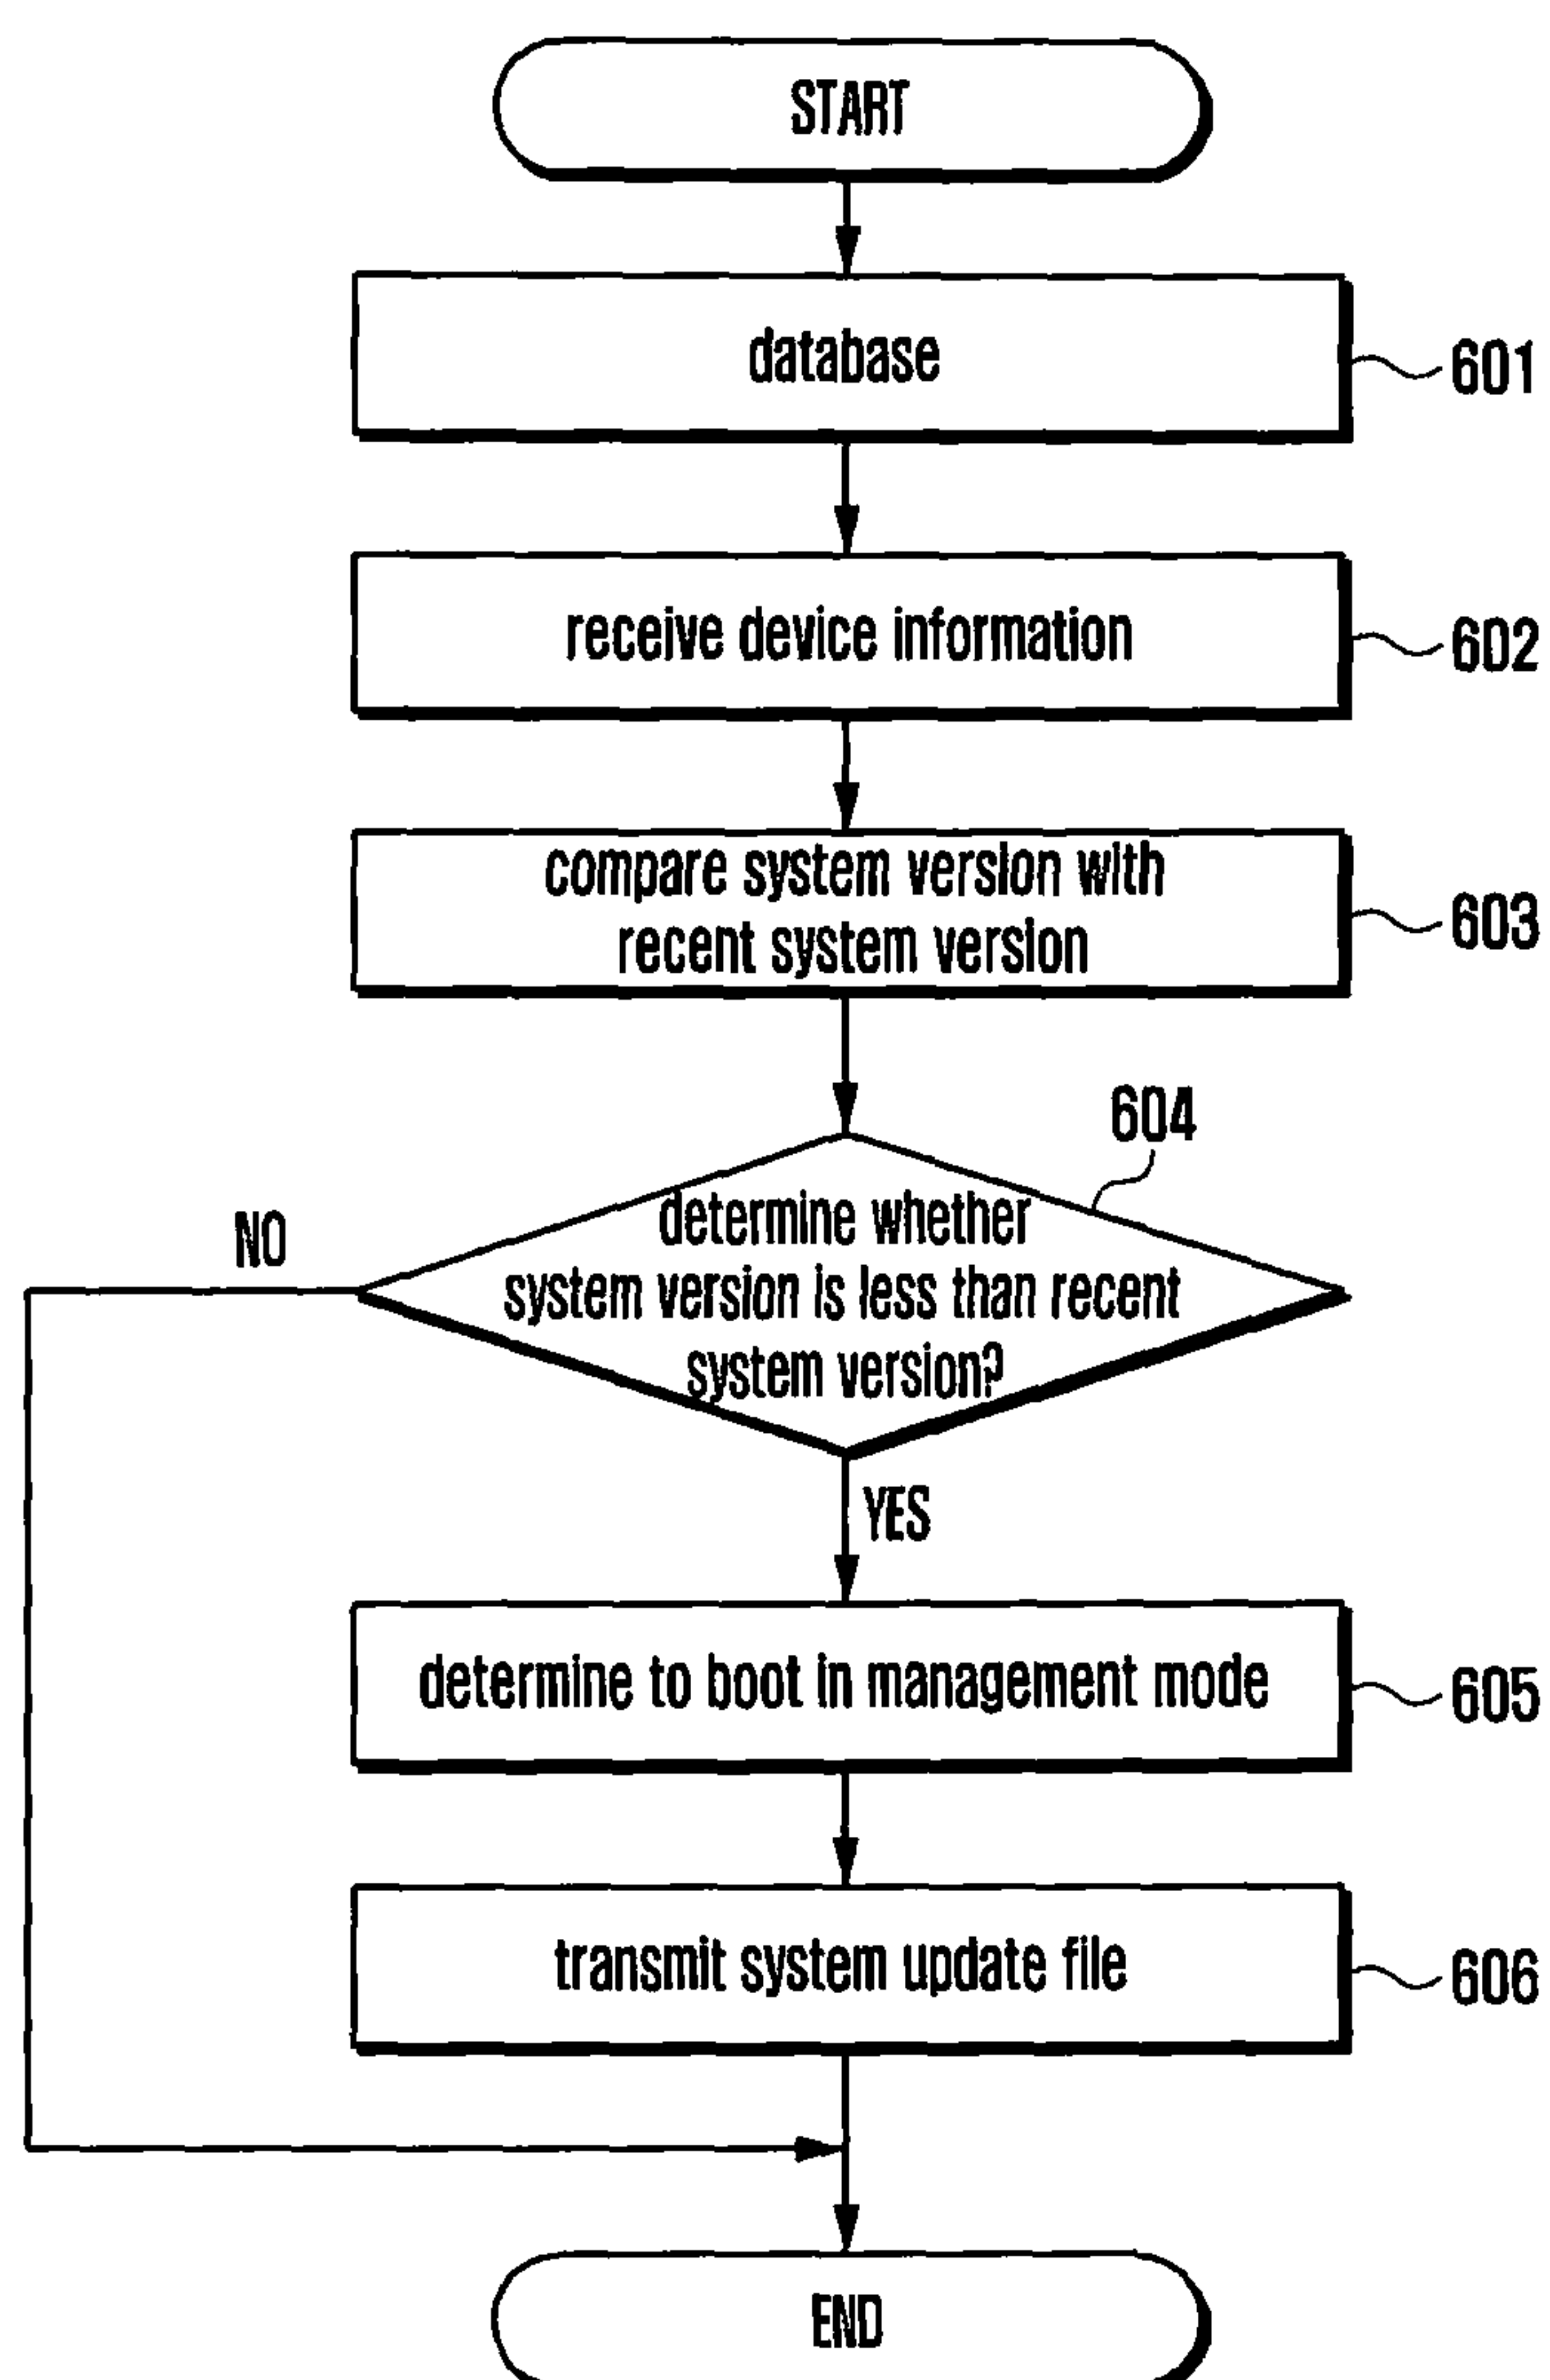 START
database
601
receive device information
602
compare system version with
recent system version
603
604
determine whether
system version is less than recent
system version?
NO
YES
determine to boot in management mode
605
transmit system update file
606
END